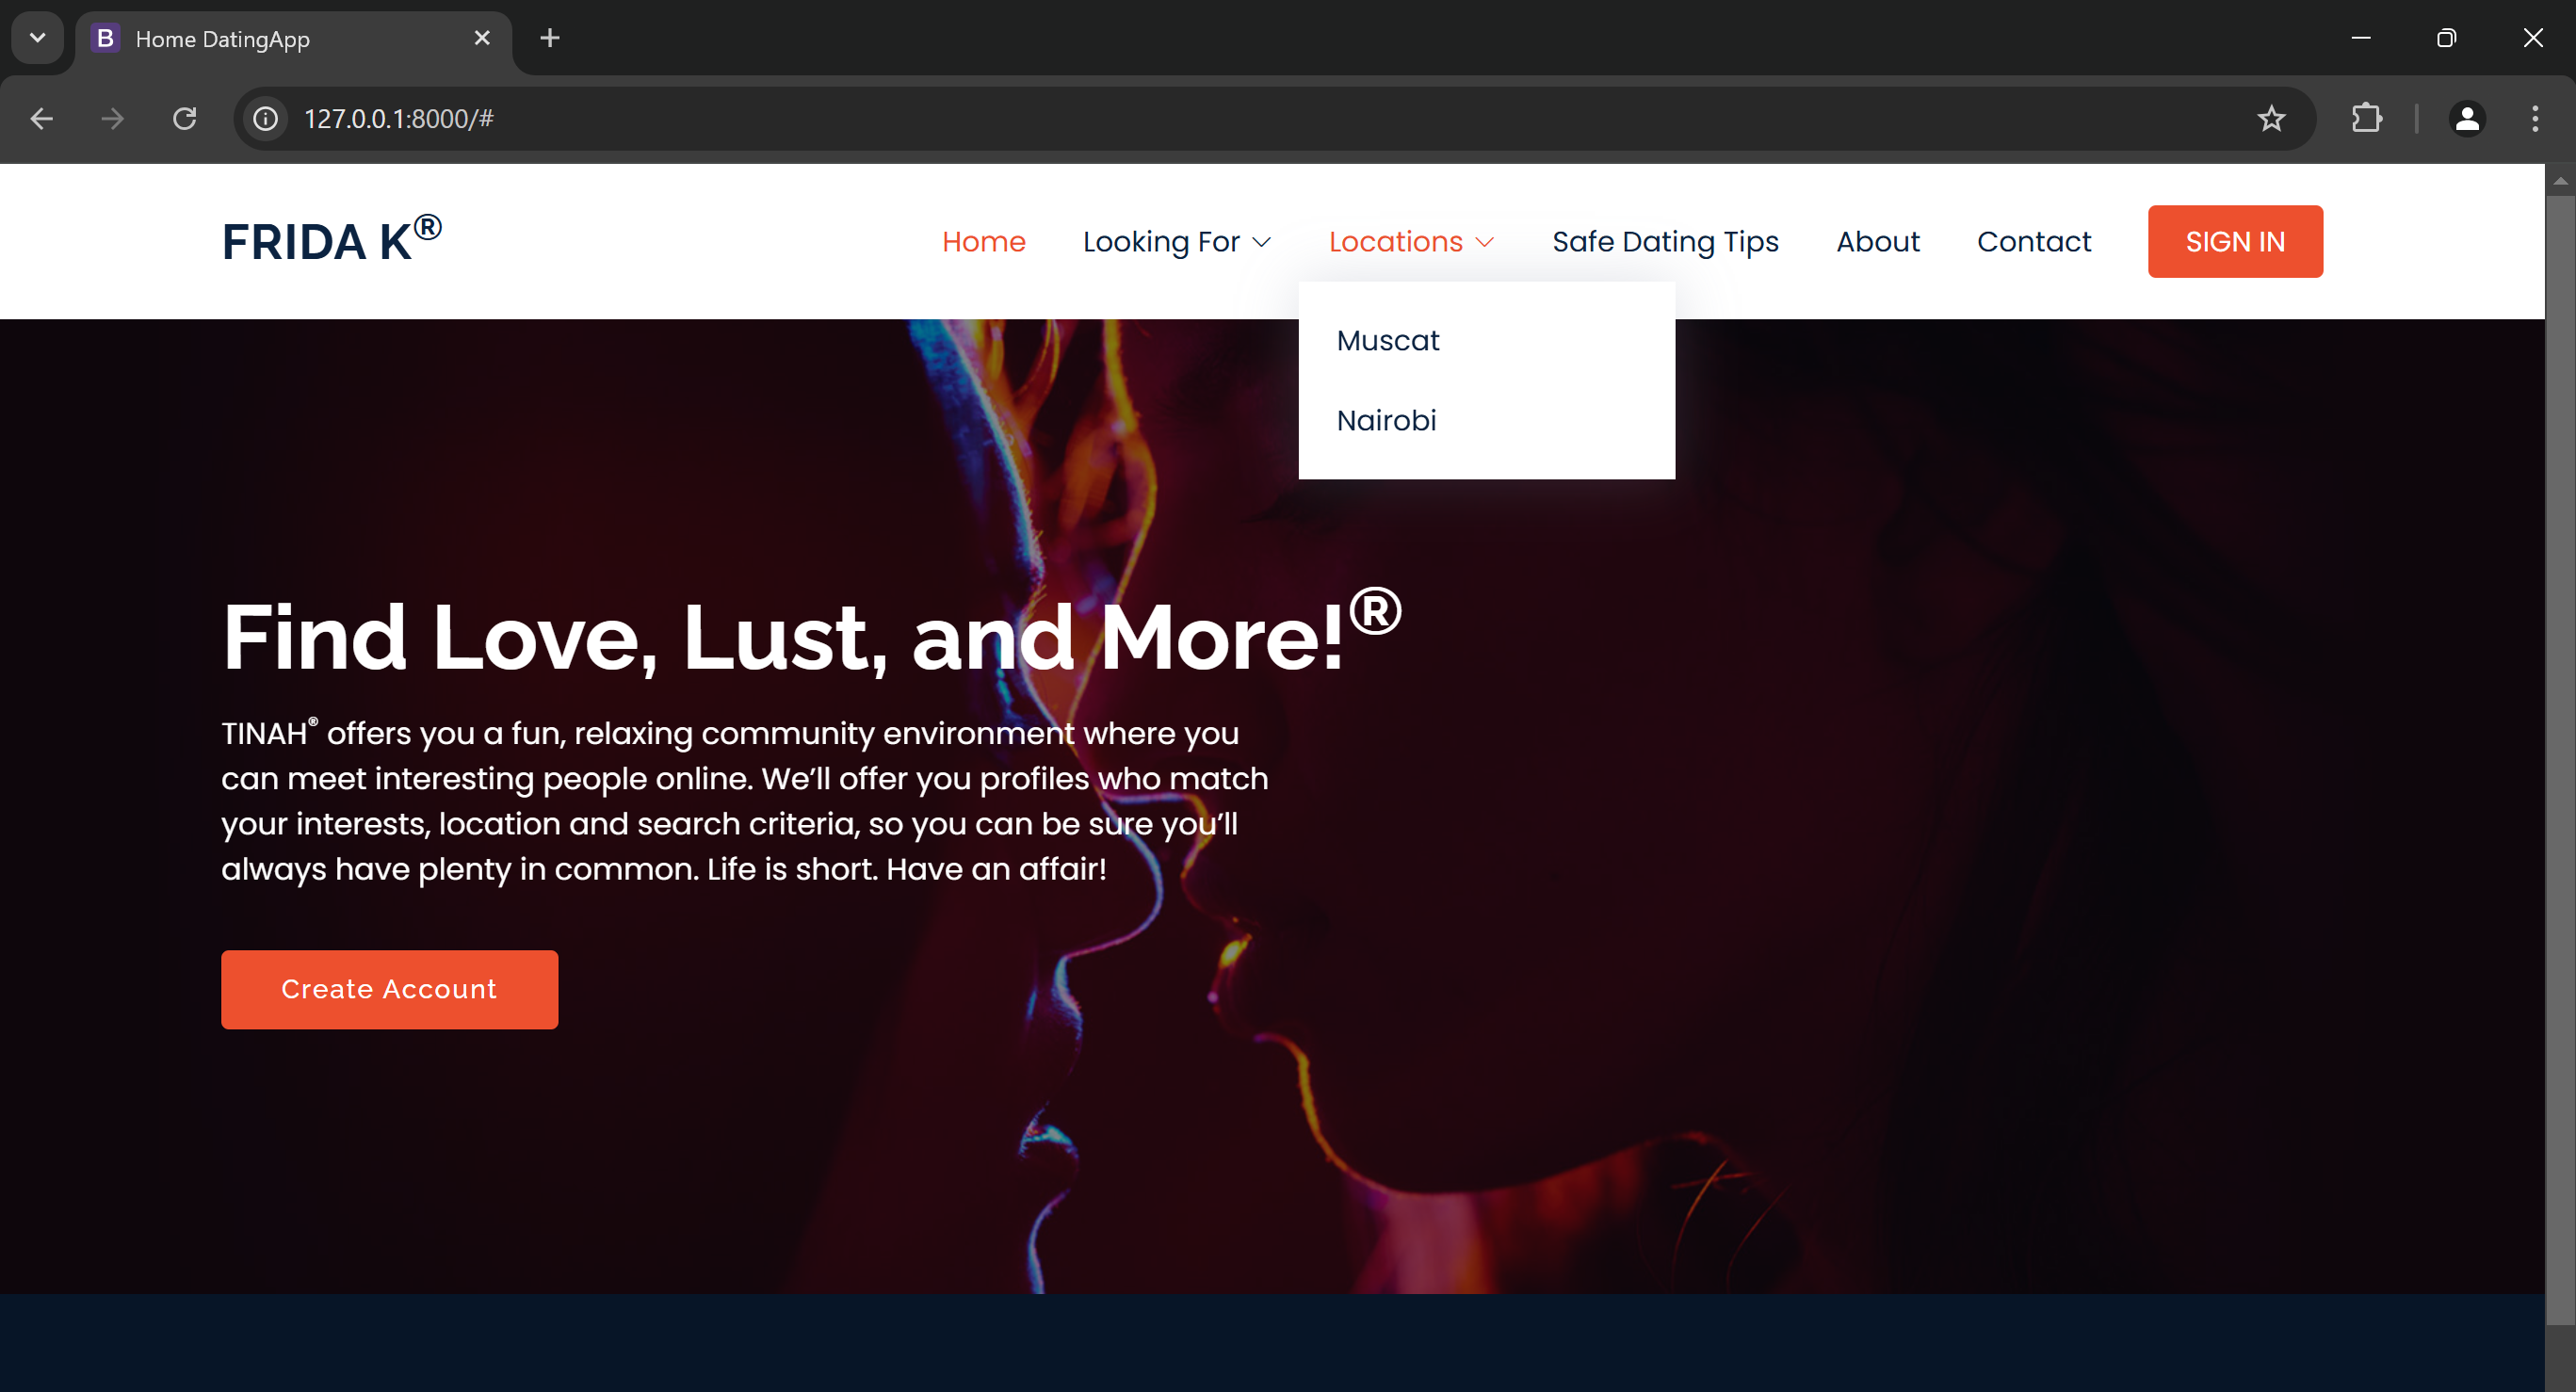 B Home DatingApp
127.0.0.1:8000/#
FRIDA K®
Home Looking For Locations Safe Dating Tips About Contact SIGN IN
Muscat
Nairobi
Find Love, Lust, and More!®
TINAH® offers you a fun, relaxing community environment where you
can meet interesting people online. We’ll offer you profiles who match
your interests, location and search criteria, so you can be sure you’ll
always have plenty in common. Life is short. Have an affair!
Create Account